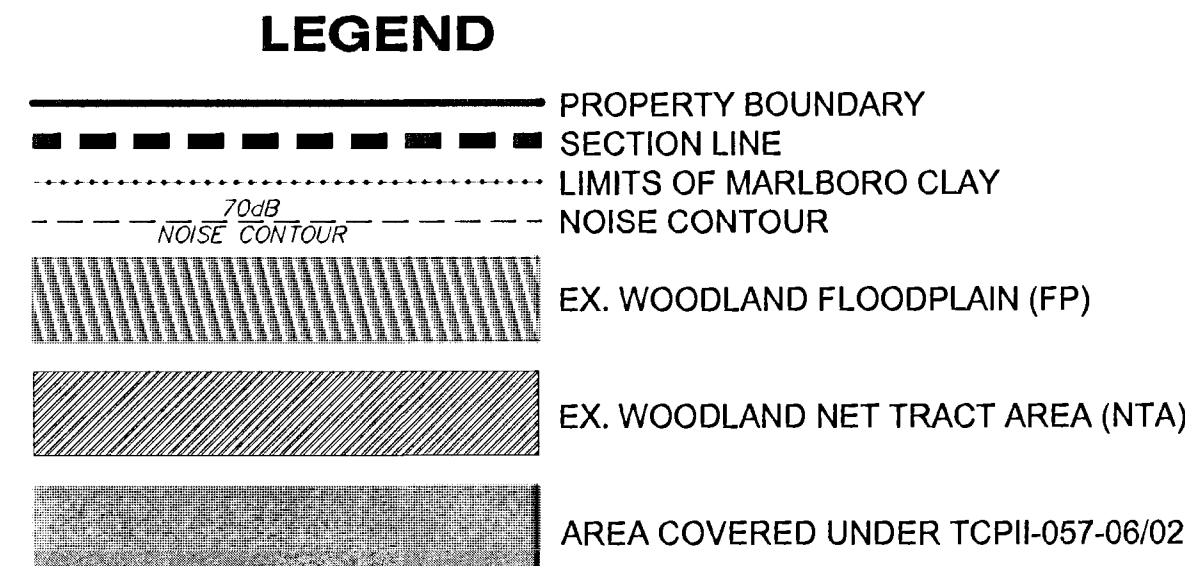 LEGEND
PROPERTY BOUNDARY
SECTION LINE
LIMITS OF MARLBORO CLAY
70dB
NOISE CONTOUR
NOISE CONTOUR
EX. WOODLAND FLOODPLAIN (FP)
EX. WOODLAND NET TRACT AREA (NTA)
AREA COVERED UNDER TCPII-057-06/02